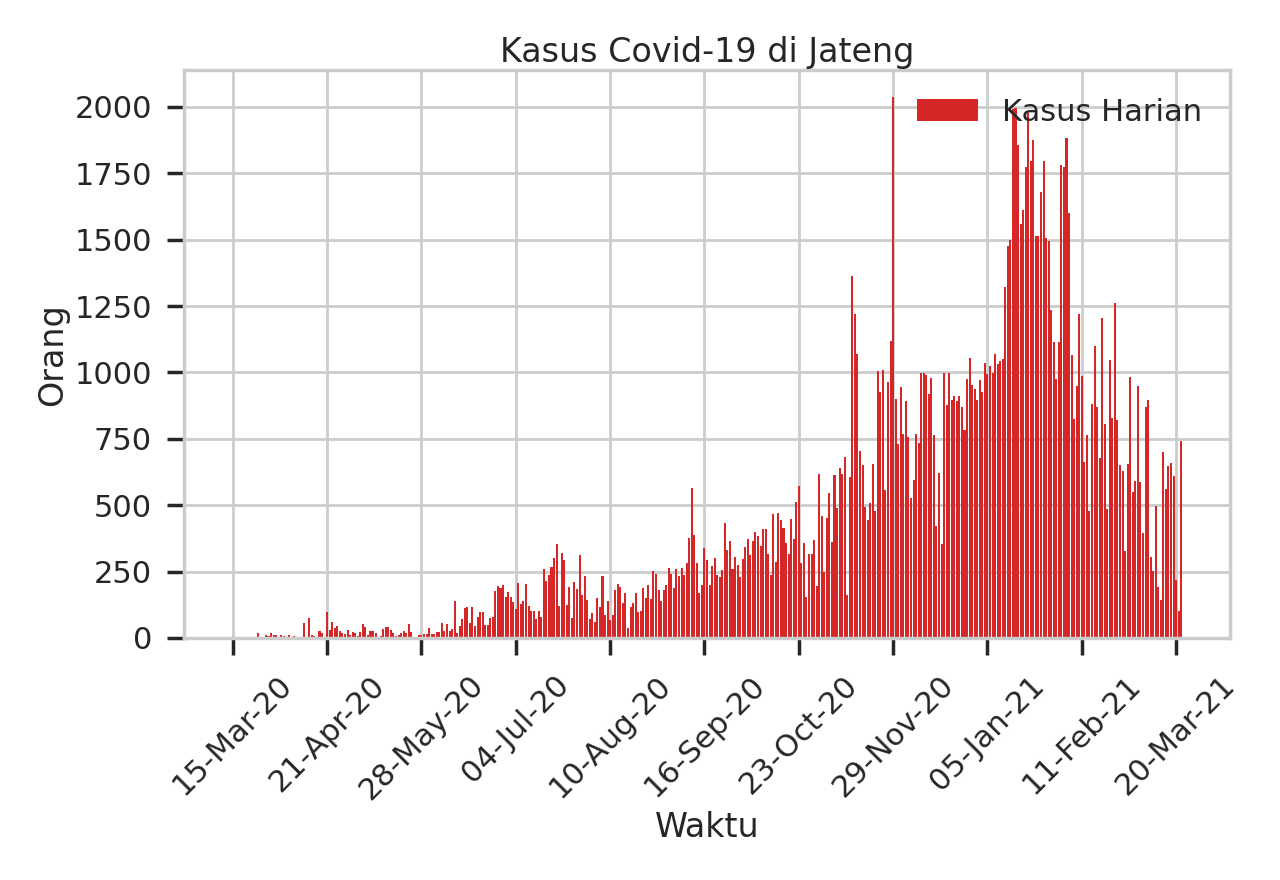 Kasus Covid-19 di Jateng
Kasus Harian
Orang
2000
1750
1500
1250
1000
750
500
250
0
15-Mar-20
21-Apr-20
28-May-20
04-Jul-20
10-Aug-20
16-Sep-20
23-Oct-20
29-Nov-20
05-Jan-21
11-Feb-21
20-Mar-21
Waktu